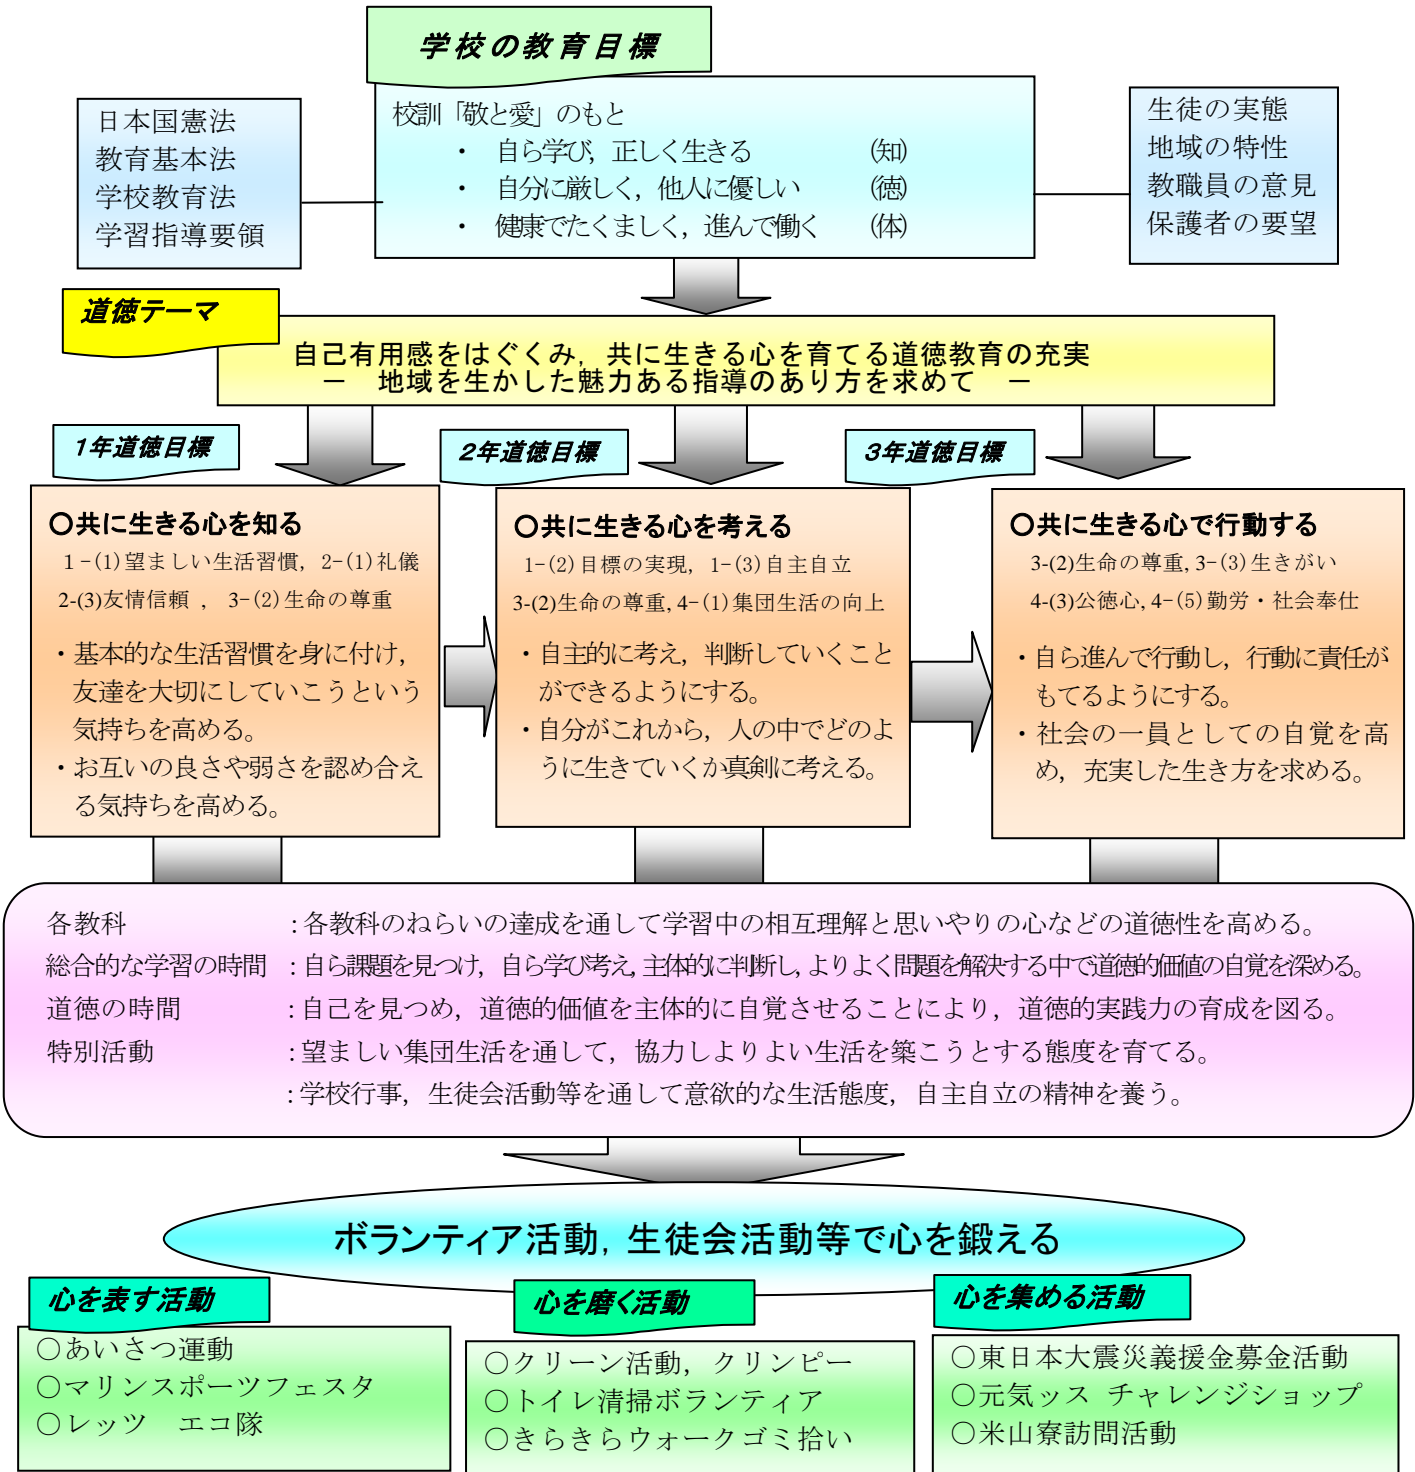 学校の教育目標
日本国憲法
教育基本法
学校教育法
学習指導要領
校訓「敬と愛」のもと
・ 自ら学び，正しく生きる (知)
・ 自分に厳しく，他人に優しい (徳)
・ 健康でたくましく，進んで働く (体)
生徒の実態
地域の特性
教職員の意見
保護者の要望
道徳テーマ
自己有用感をはぐくみ，共に生きる心を育てる道徳教育の充実
－ 地域を生かした魅力ある指導のあり方を求めて －
1年道徳目標
〇共に生きる心を知る
1-(1)望ましい生活習慣，2-(1)礼儀
2-(3)友情信頼 ，3-(2)生命の尊重
・基本的な生活習慣を身に付け，
友達を大切にしていこうという
気持ちを高める。
・お互いの良さや弱さを認め合え
る気持ちを高める。
2年道徳目標
〇共に生きる心を考える
1-(2)目標の実現，1-(3)自主自立
3-(2)生命の尊重，4-(1)集団生活の向上
・自主的に考え，判断していくこと
ができるようにする。
・自分がこれから，人の中でどのよ
うに生きていくか真剣に考える。
3年道徳目標
〇共に生きる心で行動する
3-(2)生命の尊重，3-(3)生きがい
4-(3)公徳心，4-(5)勤労・社会奉仕
・自ら進んで行動し，行動に責任が
もてるようにする。
・社会の一員としての自覚を高
め，充実した生き方を求める。
各教科 ：各教科のねらいの達成を通して学習中の相互理解と思いやりの心などの道徳性を高める。
総合的な学習の時間 ：自ら課題を見つけ，自ら学び考え，主体的に判断し，よりよく問題を解決する中で道徳的価値の自覚を深める。
道徳の時間 ：自己を見つめ，道徳的価値を主体的に自覚させることにより，道徳的実践力の育成を図る。
特別活動 ：望ましい集団生活を通して，協力しよりよい生活を築こうとする態度を育てる。
：学校行事，生徒会活動等を通して意欲的な生活態度，自主自立の精神を養う。
ボランティア活動，生徒会活動等で心を鍛える
心を表す活動
〇あいさつ運動
〇マリンスポーツフェスタ
〇レッツ エコ隊
心を磨く活動
〇クリーン活動，クリンピー
〇トイレ清掃ボランティア
〇きらきらウォークゴミ拾い
心を集める活動
〇東日本大震災義援金募金活動
〇元気ッス チャレンジショップ
〇米山寮訪問活動